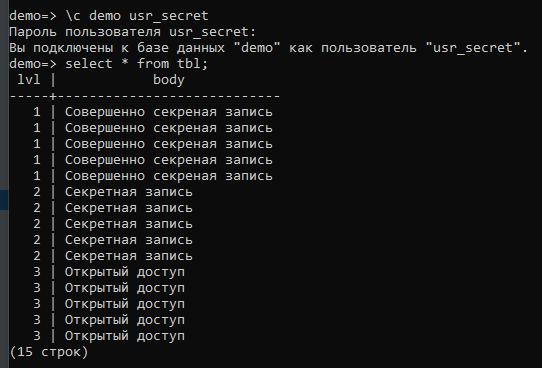 demo=> \c demo usr_secret
Пароль пользователя usr_secret:
Вы подключены к базе данных "demo" как пользователь "usr_secret".
demo=> select * from tbl;
 lvl |            body
-----+----------------------------
   1 | Совершенно секреная запись
   1 | Совершенно секреная запись
   1 | Совершенно секреная запись
   1 | Совершенно секреная запись
   1 | Совершенно секреная запись
   2 | Секретная запись
   2 | Секретная запись
   2 | Секретная запись
   2 | Секретная запись
   2 | Секретная запись
   3 | Открытый доступ
   3 | Открытый доступ
   3 | Открытый доступ
   3 | Открытый доступ
   3 | Открытый доступ
(15 строк)